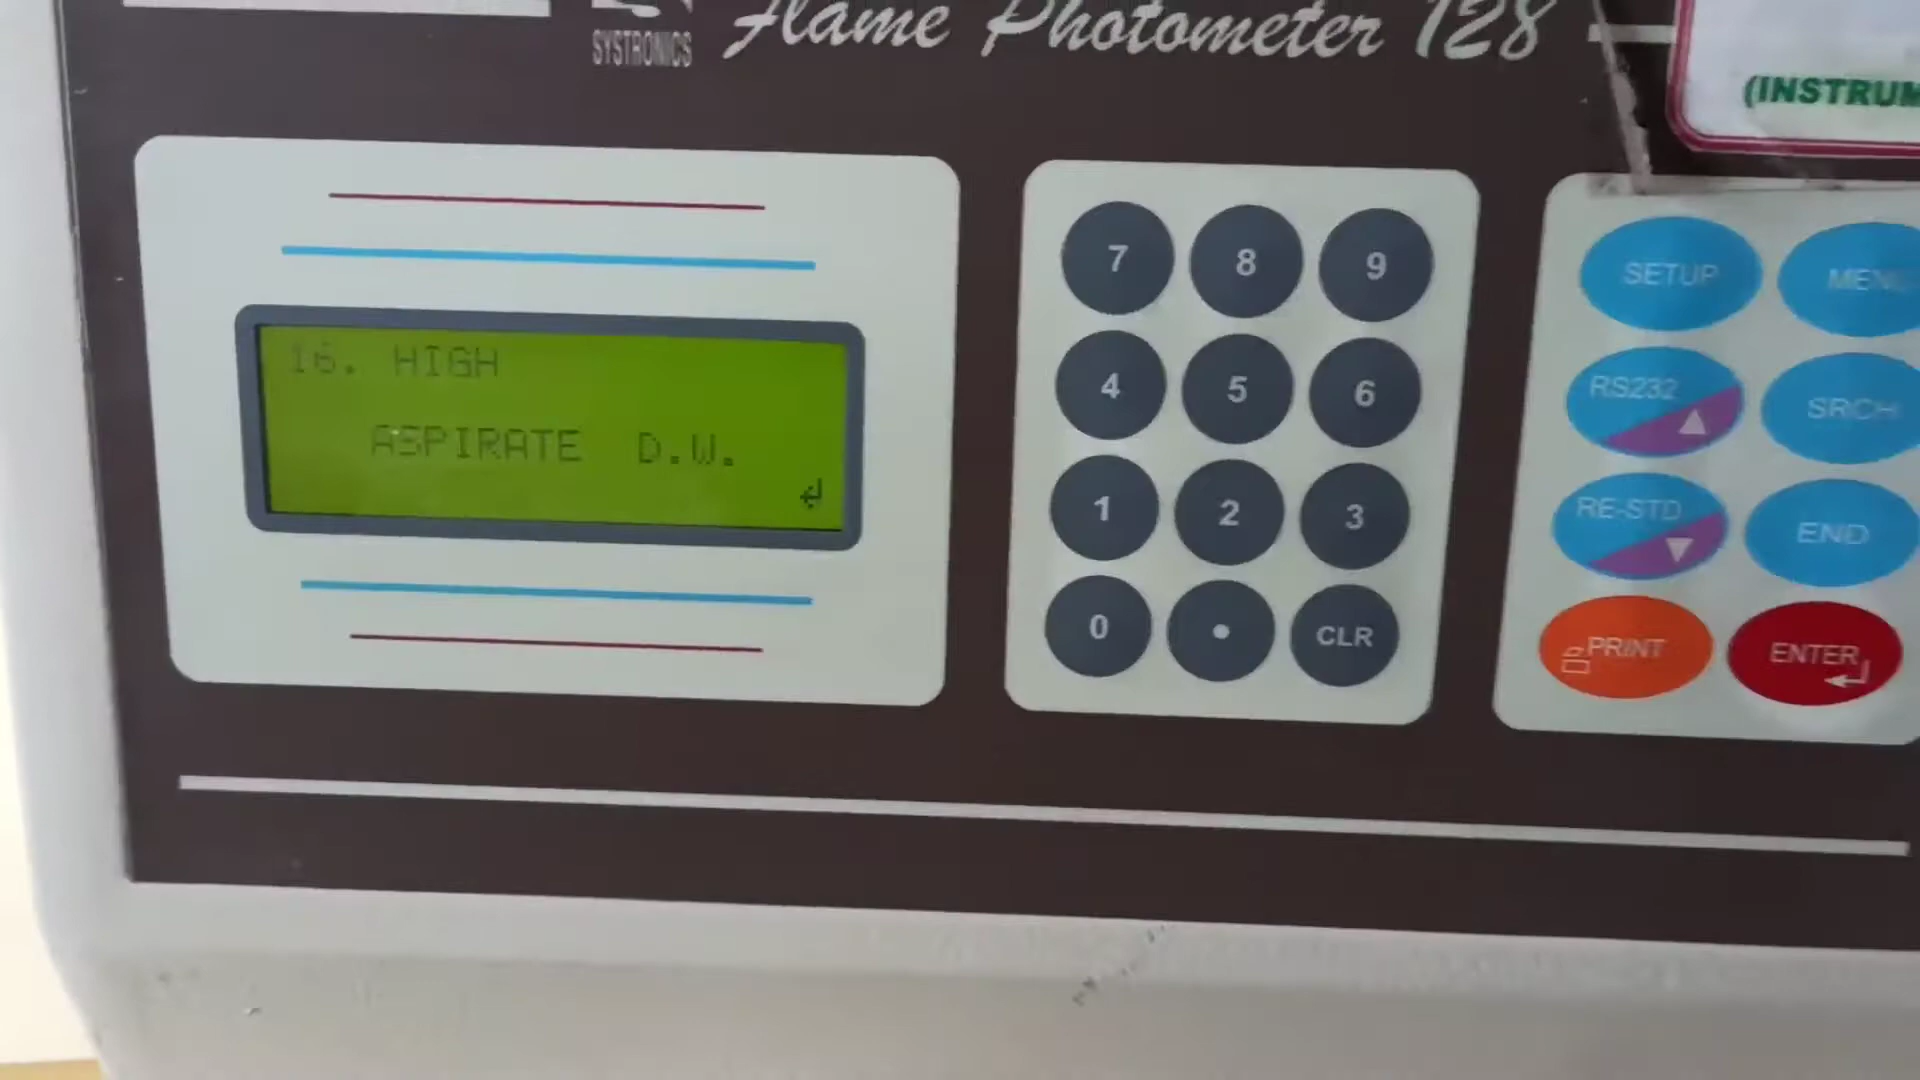 SYSTRONICS
Flame Photometer 128
(INSTRUM
16. HIGH
ASPIRATE D.W.
7 8 9
4 5 6
1 2 3
0 • CLR
SETUP MENU
RS232 SRCH
RE-STD END
PRINT ENTER